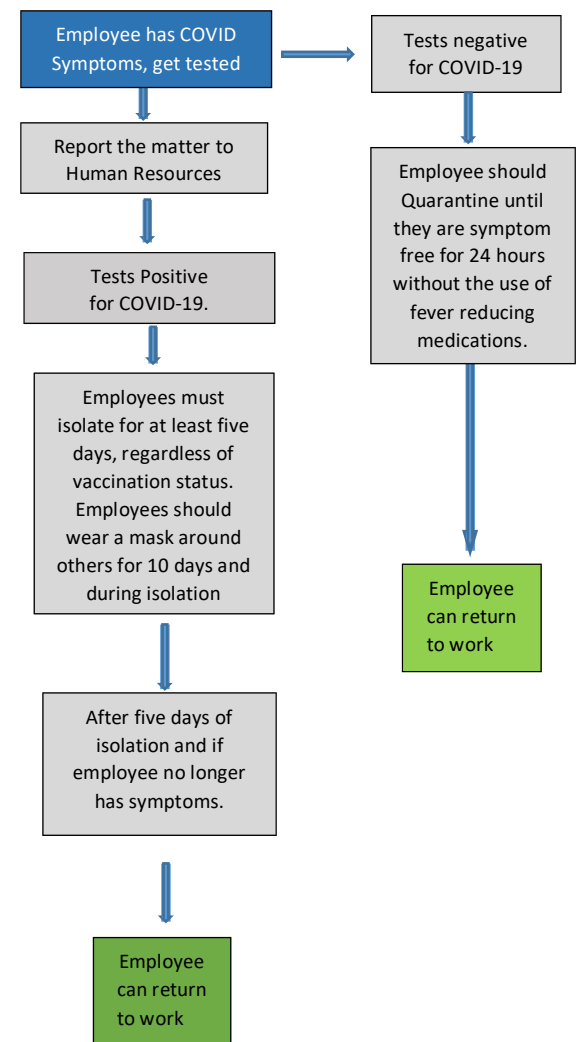 Employee has COVID
Symptoms, get tested
Report the matter to
Human Resources
Tests Positive
for COVID-19.
Employees must
isolate for at least five
days, regardless of
vaccination status.
Employees should
wear a mask around
others for 10 days and
during isolation
After five days of
isolation and if
employee no longer
has symptoms.
Employee
can return
to work
Tests negative
for COVID-19
Employee should
Quarantine until
they are symptom
free for 24 hours
without the use of
fever reducing
medications.
Employee
can return
to work